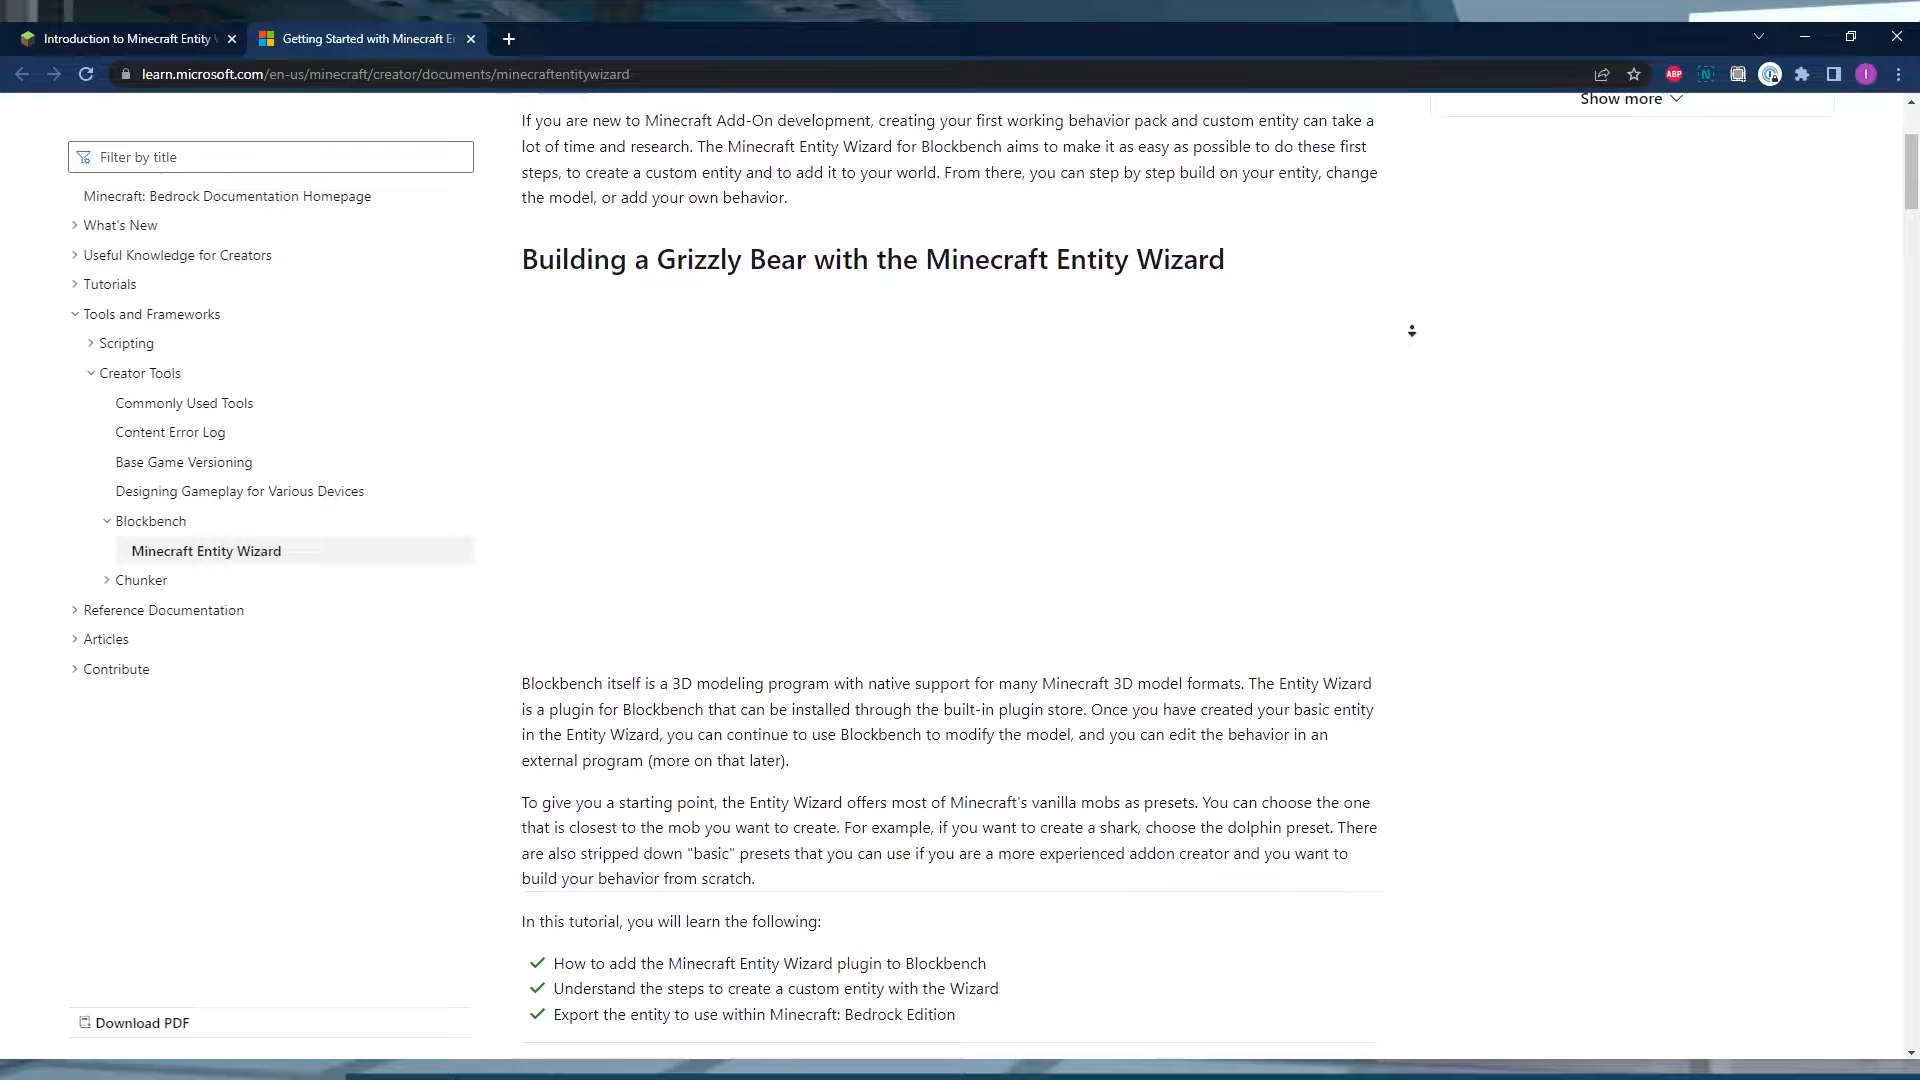 Introduction to Minecraft Entity
Getting Started with Minecraft E
learn.microsoft.com/en-us/minecraft/creator/documents/minecraftentitywizard
ABP
N
I
Show more
Filter by title
Minecraft: Bedrock Documentation Homepage
What's New
Useful Knowledge for Creators
Tutorials
Tools and Frameworks
Scripting
Creator Tools
Commonly Used Tools
Content Error Log
Base Game Versioning
Designing Gameplay for Various Devices
Blockbench
Minecraft Entity Wizard
Chunker
Reference Documentation
Articles
Contribute
Download PDF
If you are new to Minecraft Add-On development, creating your first working behavior pack and custom entity can take a
lot of time and research. The Minecraft Entity Wizard for Blockbench aims to make it as easy as possible to do these first
steps, to create a custom entity and to add it to your world. From there, you can step by step build on your entity, change
the model, or add your own behavior.
Building a Grizzly Bear with the Minecraft Entity Wizard
Blockbench itself is a 3D modeling program with native support for many Minecraft 3D model formats. The Entity Wizard
is a plugin for Blockbench that can be installed through the built-in plugin store. Once you have created your basic entity
in the Entity Wizard, you can continue to use Blockbench to modify the model, and you can edit the behavior in an
external program (more on that later).
To give you a starting point, the Entity Wizard offers most of Minecraft's vanilla mobs as presets. You can choose the one
that is closest to the mob you want to create. For example, if you want to create a shark, choose the dolphin preset. There
are also stripped down "basic" presets that you can use if you are a more experienced addon creator and you want to
build your behavior from scratch.
In this tutorial, you will learn the following:
How to add the Minecraft Entity Wizard plugin to Blockbench
Understand the steps to create a custom entity with the Wizard
Export the entity to use within Minecraft: Bedrock Edition